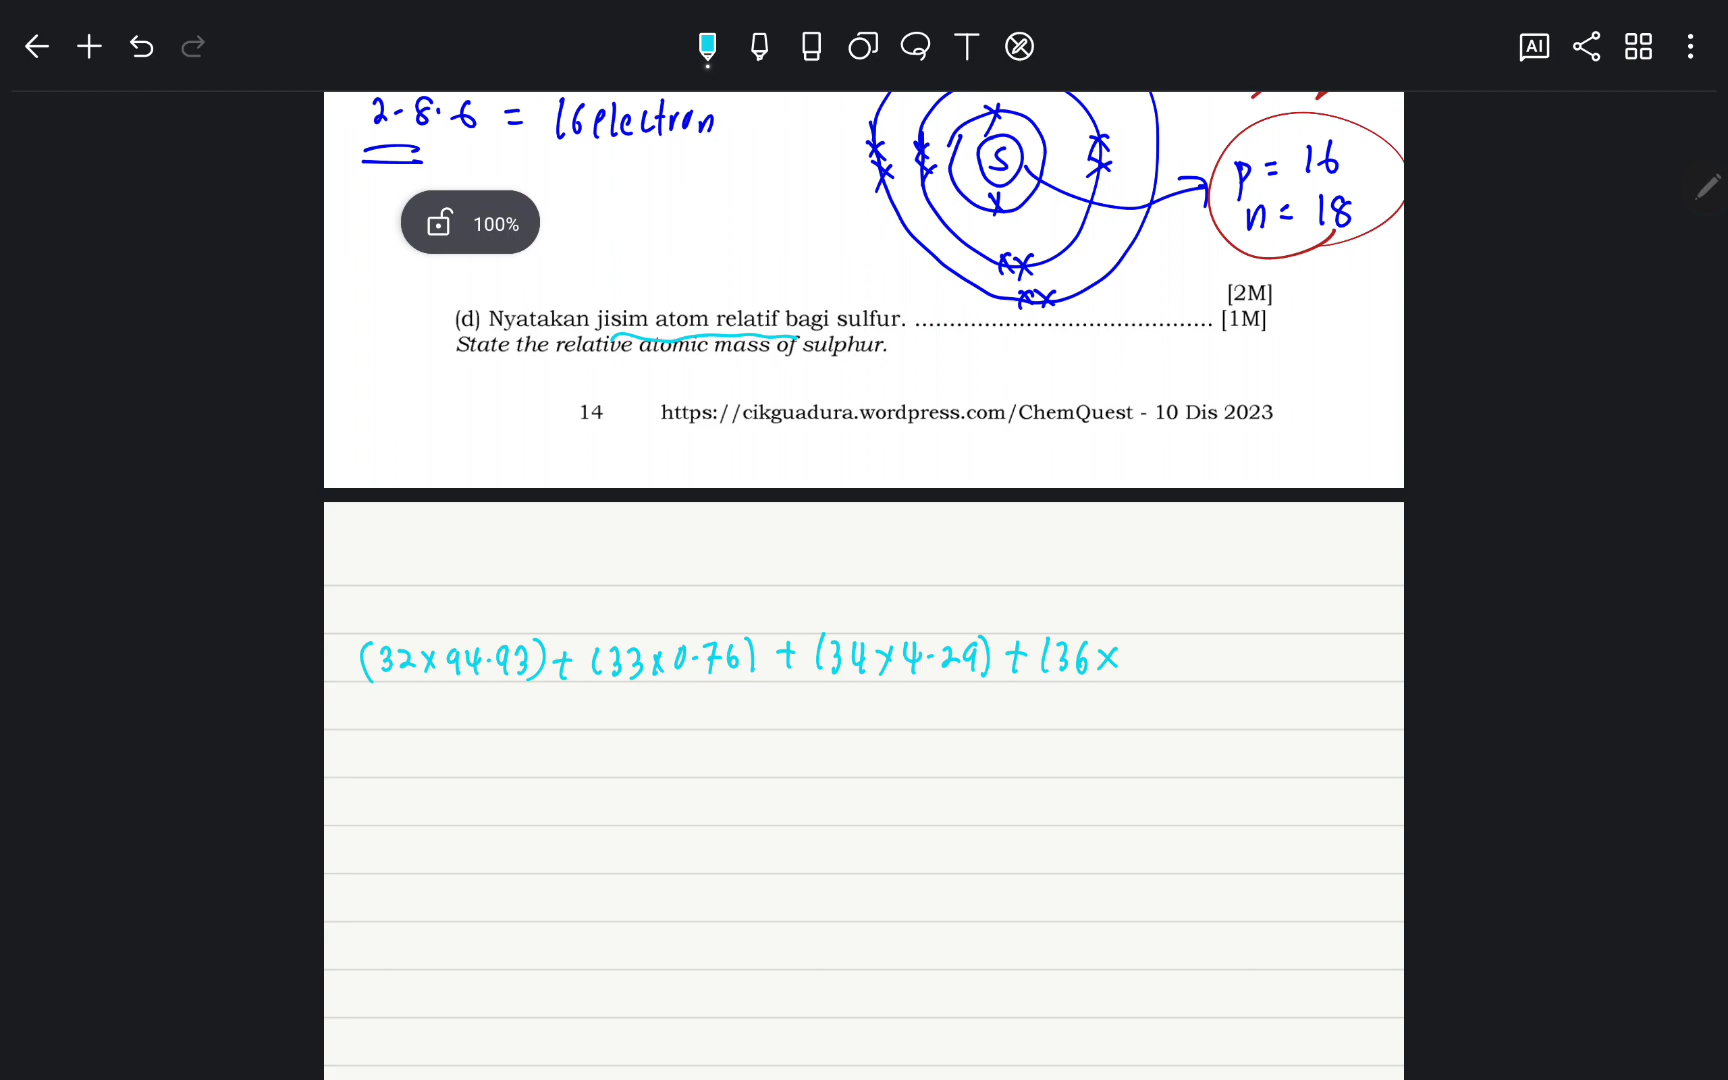 AI
2.8.6 = 16 electron
S
p = 16
n = 18
100%
[2M]
(d) Nyatakan jisim atom relatif bagi sulfur. ........................................... [1M]
State the relative atomic mass of sulphur.
14 https://cikguadura.wordpress.com/ChemQuest - 10 Dis 2023
(32 x 94.93) + (33 x 0.76) + (34 x 4.29) + (36 x